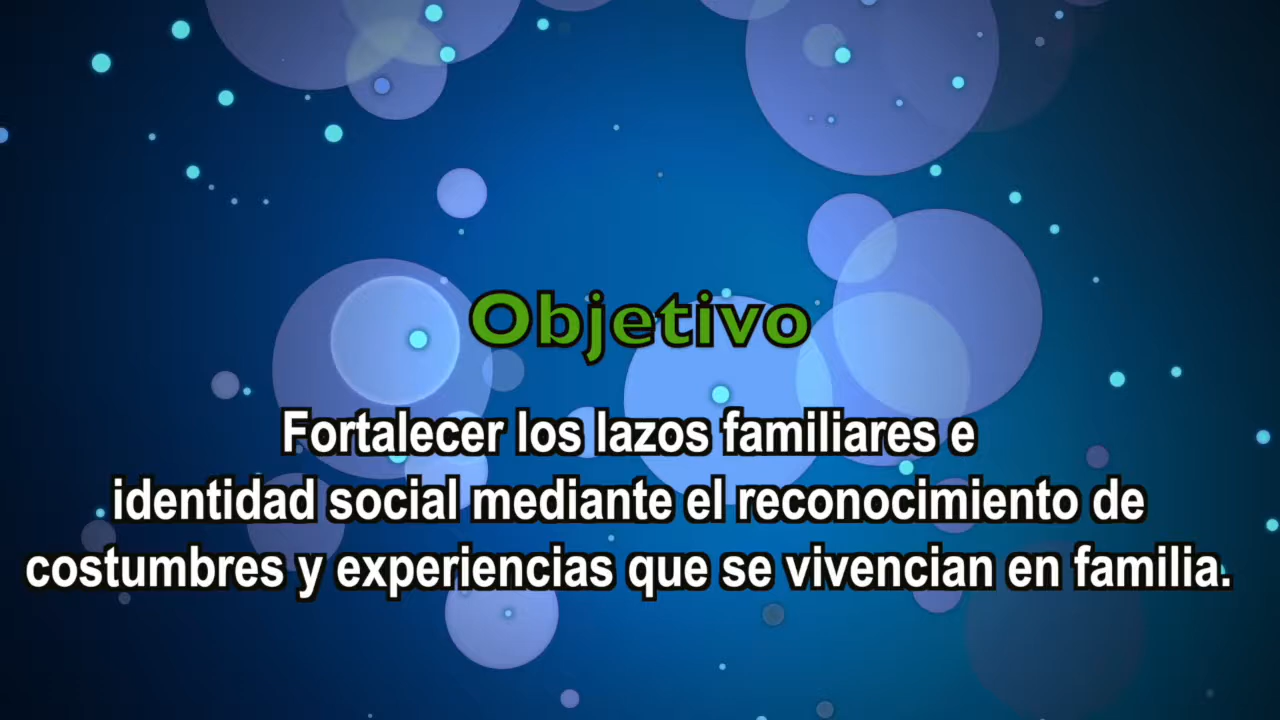 Objetivo
Fortalecer los lazos familiares e
identidad social mediante el reconocimiento de
costumbres y experiencias que se vivencian en familia.